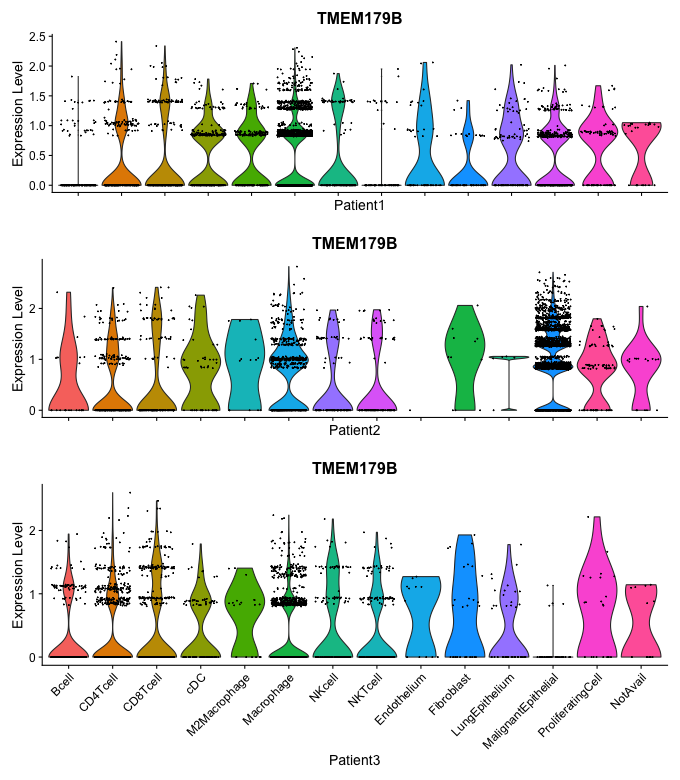 TMEM179B
Expression Level
2.5
2.0
1.5
1.0
0.5
0.0
Patient1
TMEM179B
Expression Level
2
1
0
Patient2
TMEM179B
Expression Level
2
1
0
Bcell
CD4Tcell
CD8Tcell
cDC
M2Macrophage
Macrophage
NKcell
NKTcell
Endothelium
Fibroblast
LungEpithelium
MalignantEpithelial
ProliferatingCell
NotAvail
Patient3